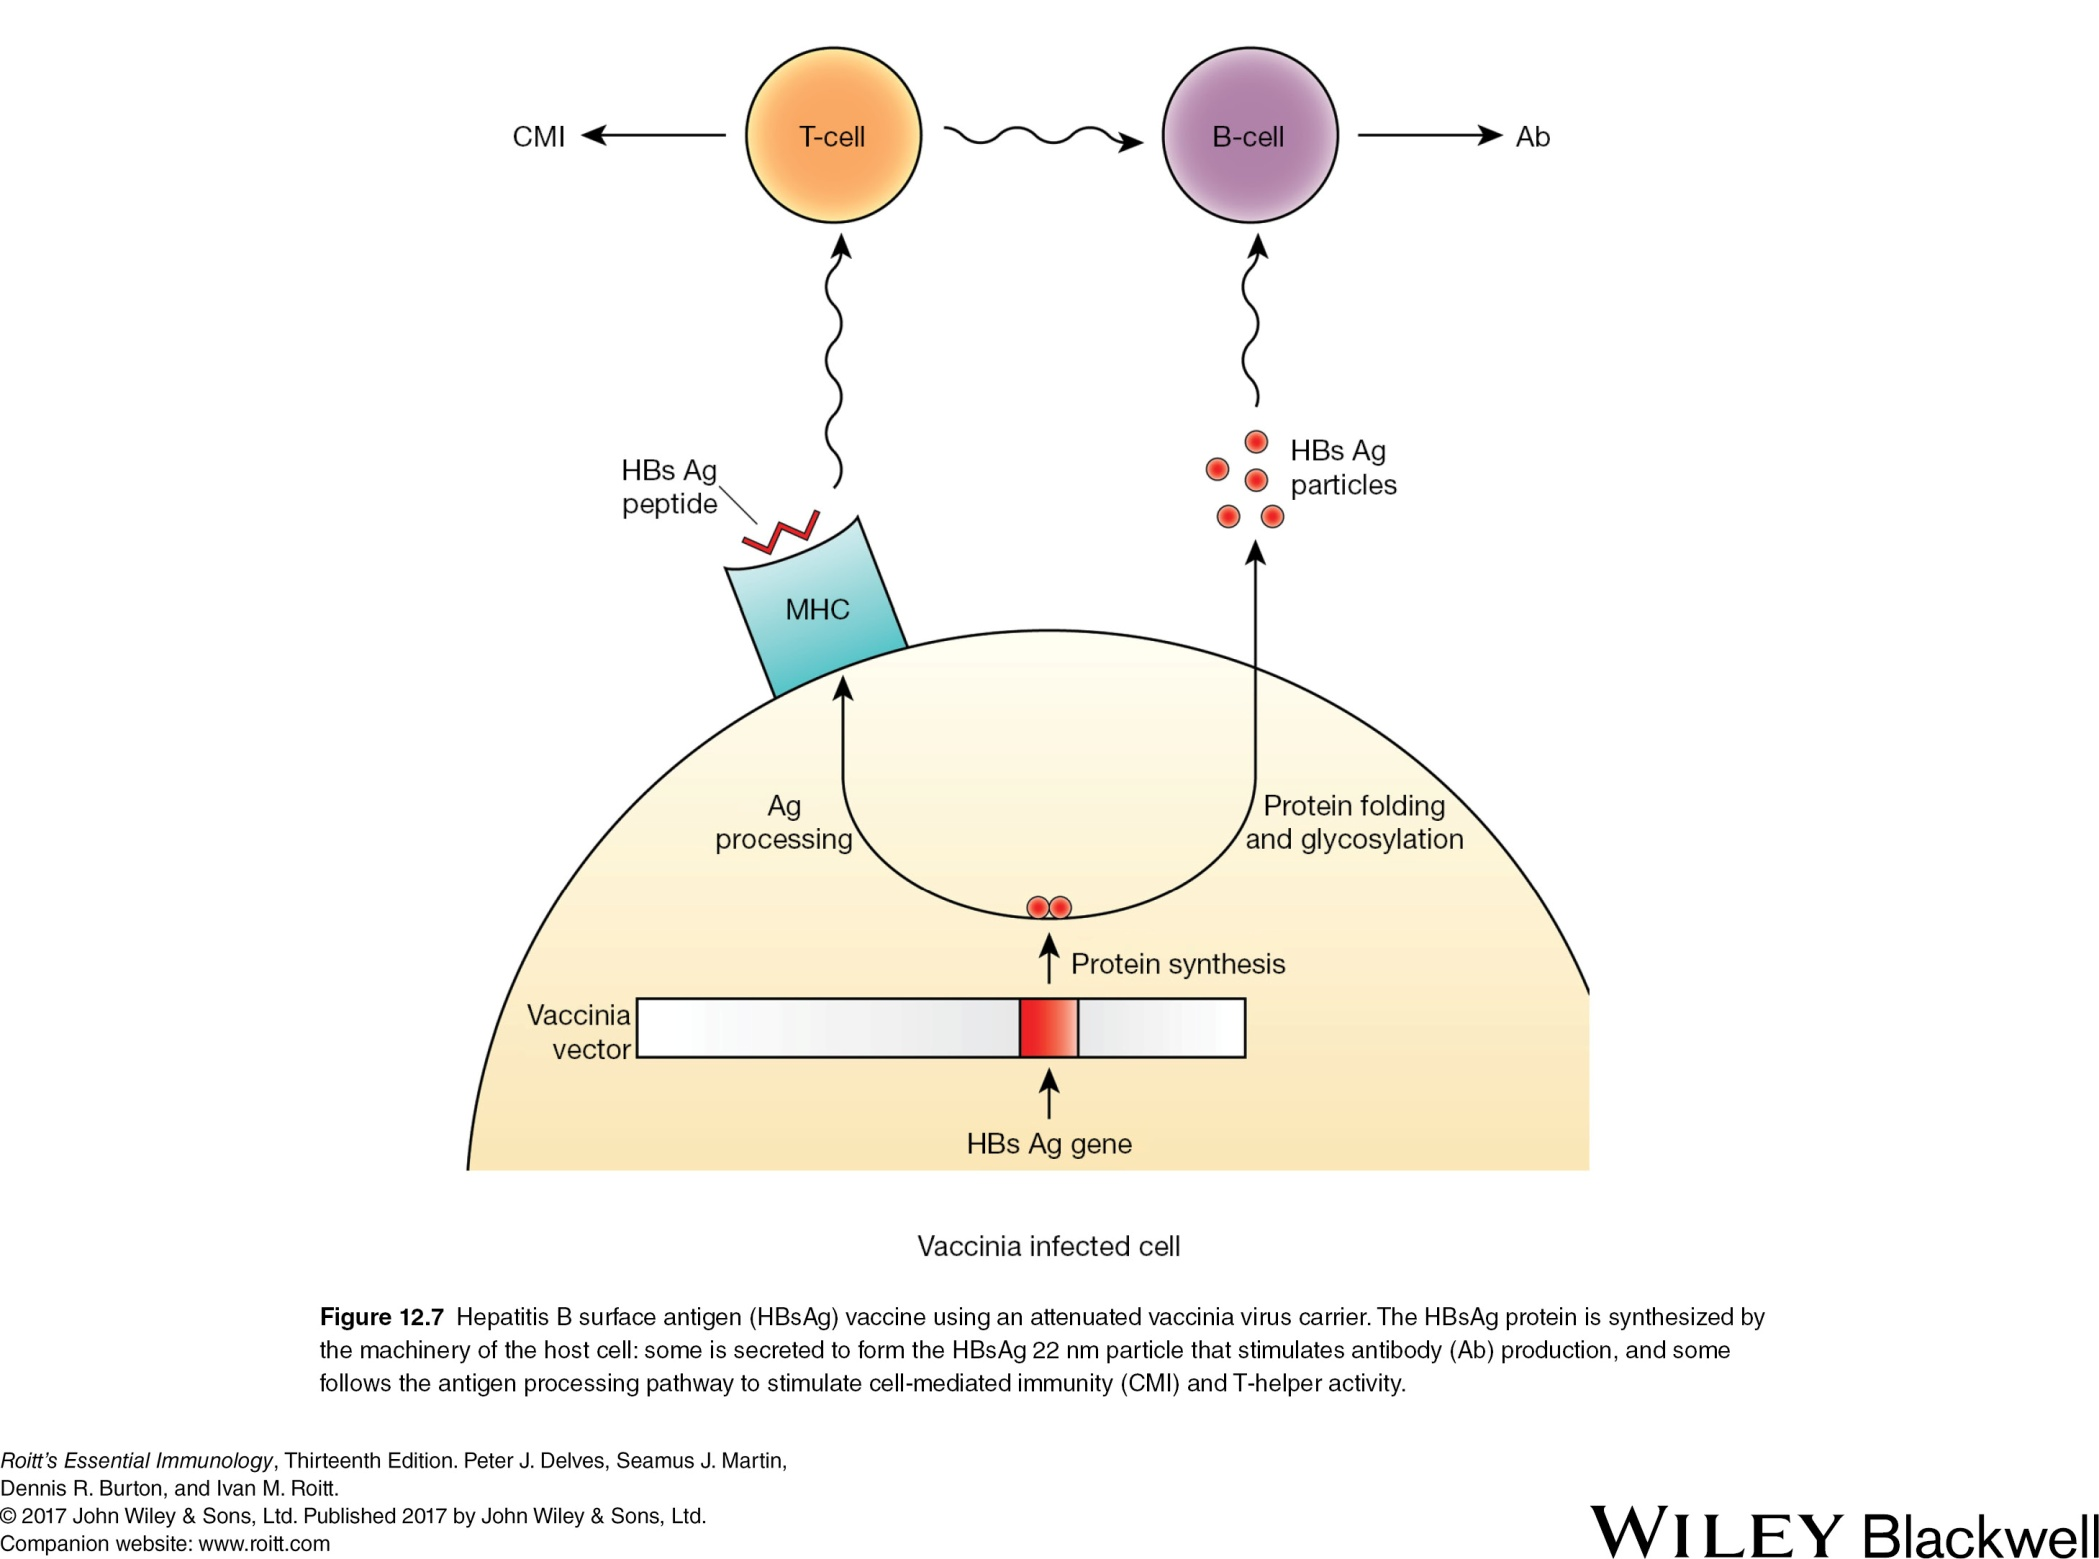 CMI
T-cell
B-cell
Ab
HBs Ag
peptide
HBs Ag
particles
MHC
Ag
processing
Protein folding
and glycosylation
Protein synthesis
Vaccinia
vector
HBs Ag gene
Vaccinia infected cell
Figure 12.7 Hepatitis B surface antigen (HBsAg) vaccine using an attenuated vaccinia virus carrier. The HBsAg protein is synthesized by
the machinery of the host cell: some is secreted to form the HBsAg 22 nm particle that stimulates antibody (Ab) production, and some
follows the antigen processing pathway to stimulate cell-mediated immunity (CMI) and T-helper activity.
Roitt's Essential Immunology, Thirteenth Edition. Peter J. Delves, Seamus J. Martin,
Dennis R. Burton, and Ivan M. Roitt.
© 2017 John Wiley & Sons, Ltd. Published 2017 by John Wiley & Sons, Ltd.
Companion website: www.roitt.com
WILEY Blackwell